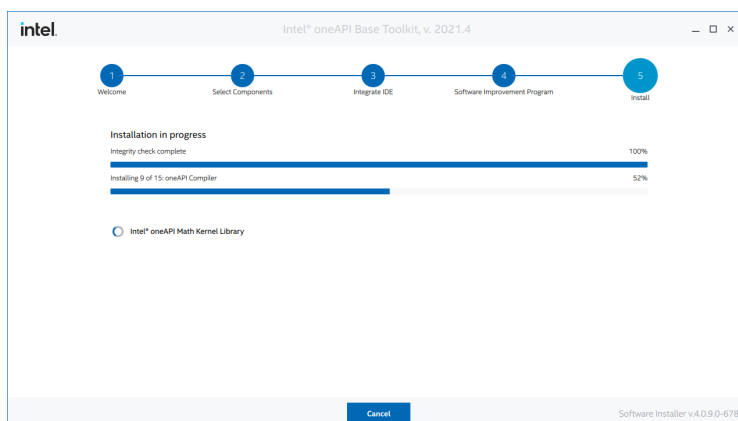 intel.
Intel® oneAPI Base Toolkit, v. 2021.4
1
2
3
4
5
Welcome
Select Components
Integrate IDE
Software Improvement Program
Install
Installation in progress
Integrity check complete
100%
Installing 9 of 15: oneAPI Compiler
52%
Intel® oneAPI Math Kernel Library
Cancel
Software Installer v.4.0.9.0-678